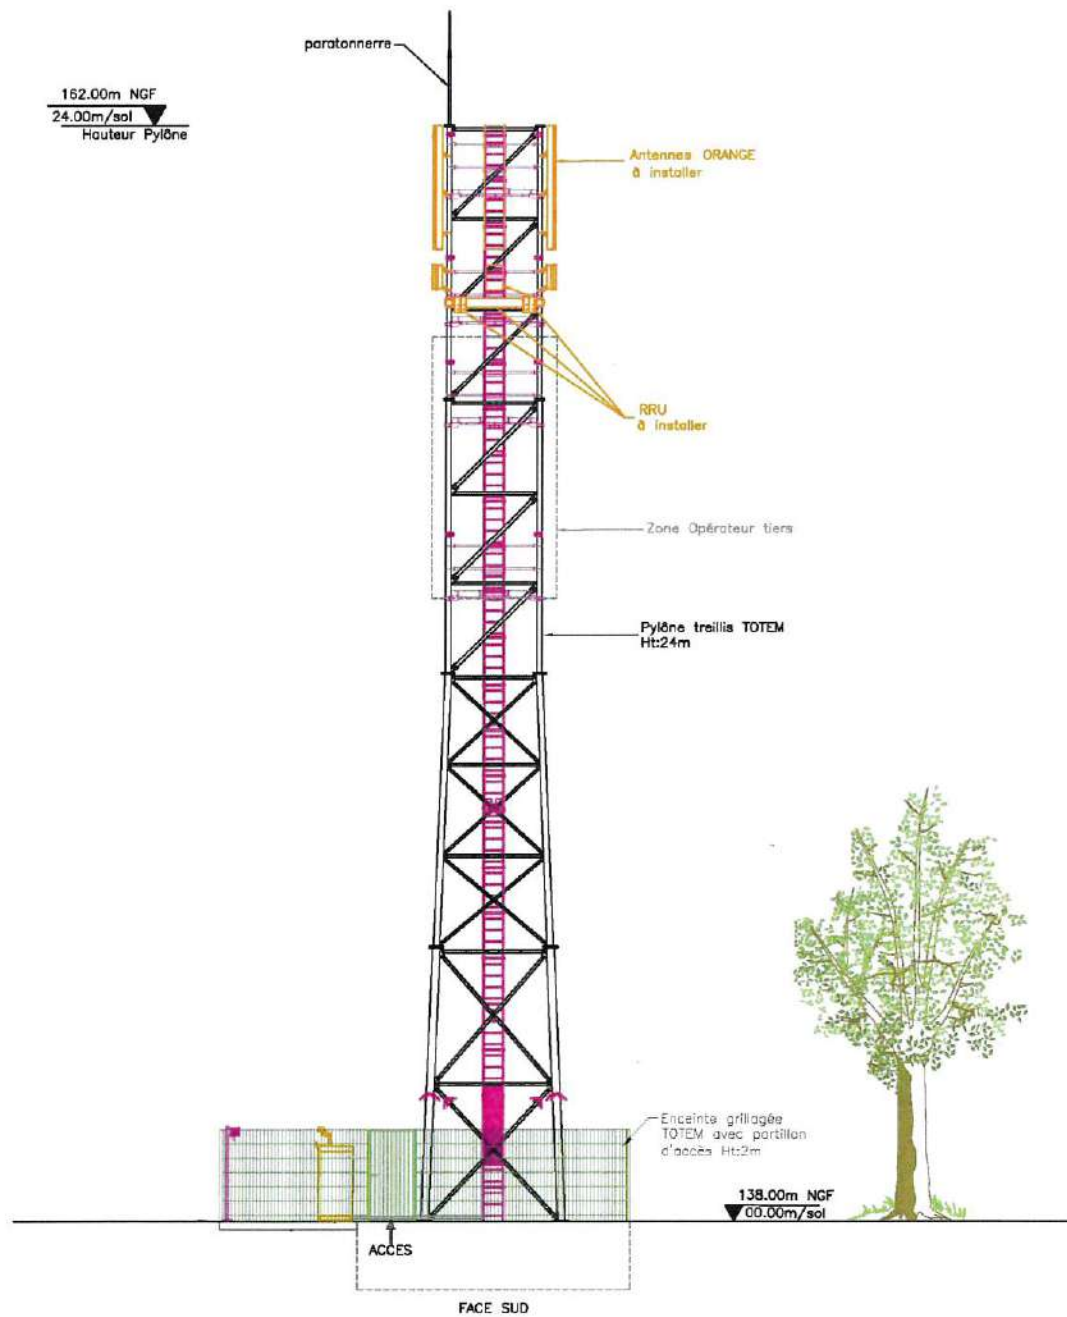 paratonnerre
162.00m NGF
24.00m/sol
Hauteur Pylône
Antennes ORANGE
à installer
RRU
à installer
Zone Opérateur tiers
Pylône treillis TOTEM
Ht:24m
Enceinte grillagée
TOTEM avec portillon
d'accès Ht:2m
138.00m NGF
00.00m/sol
ACCES
FACE SUD